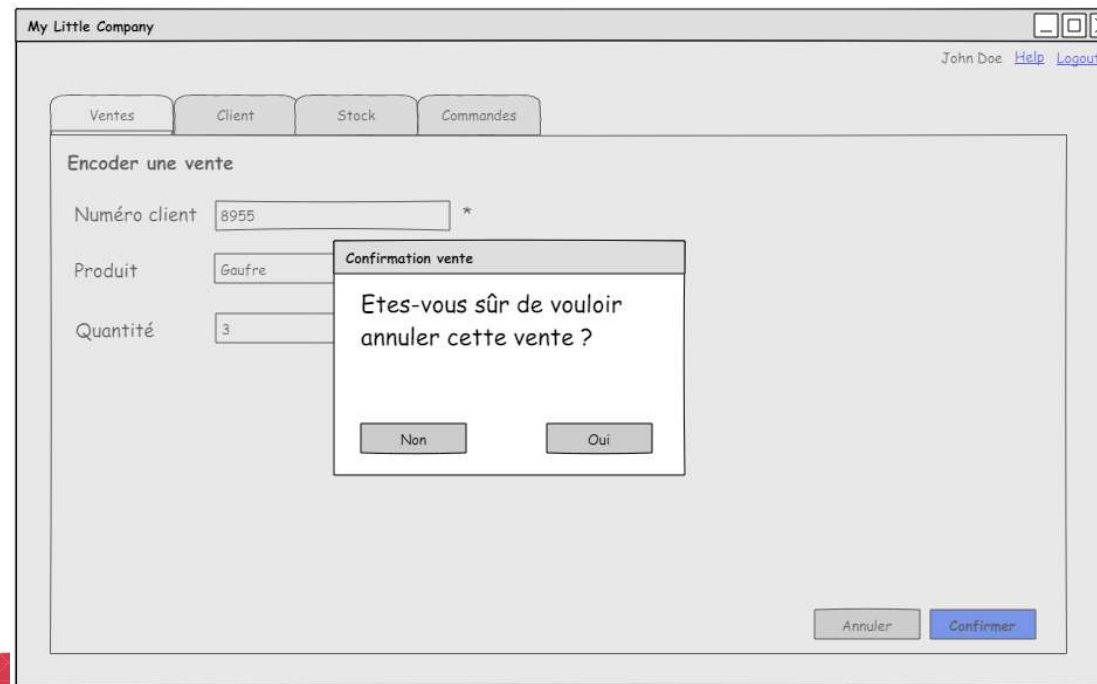 My Little Company
John Doe Help Logout
Ventes Client Stock Commandes
Encoder une vente
Numéro client 8955 *
Produit Gaufre
Quantité 3
Confirmation vente
Etes-vous sûr de vouloir
annuler cette vente ?
Non Oui
Annuler Confirmer